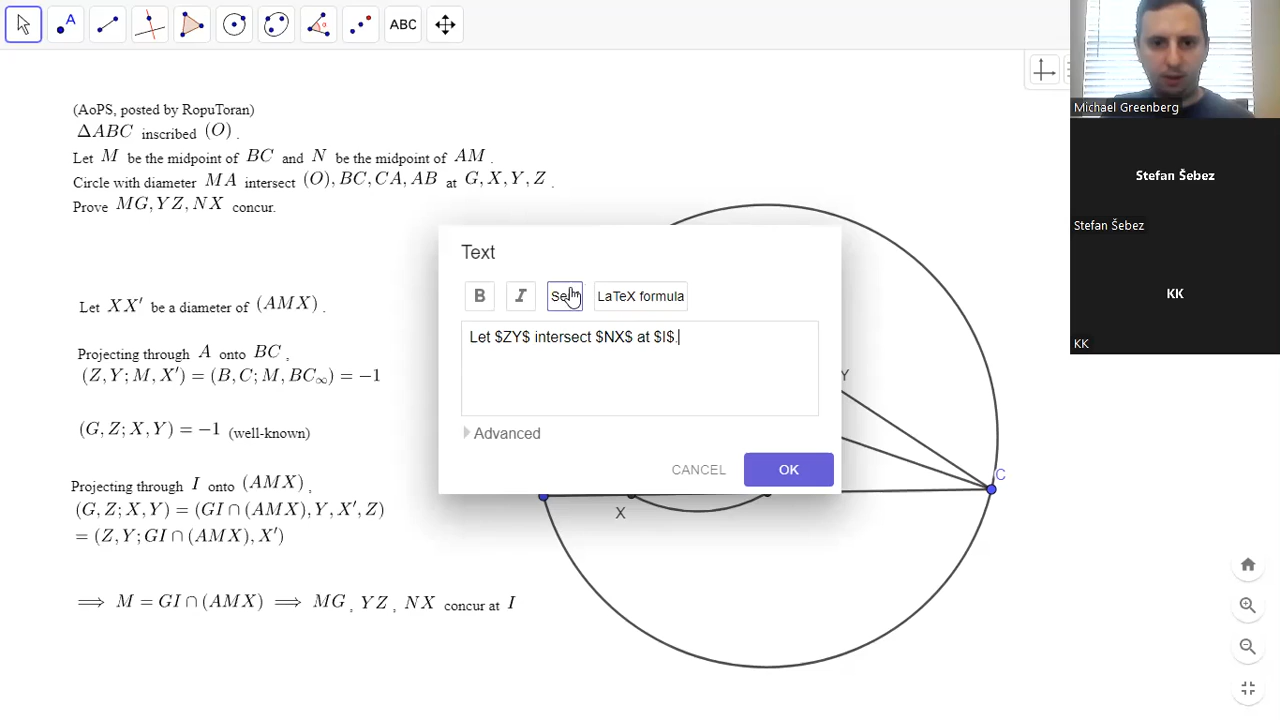 A
ABC
(AoPS, posted by RopuToran)
ΔABC inscribed (O) .
Let M be the midpoint of BC and N be the midpoint of AM .
Circle with diameter MA intersect (O), BC, CA, AB at G, X, Y, Z .
Prove MG, YZ, NX concur.
Let XX′ be a diameter of (AMX) .
Projecting through A onto BC ,
(Z, Y; M, X′) = (B, C; M, BC∞) = −1
(G, Z; X, Y) = −1 (well-known)
Projecting through I onto (AMX) ,
(G, Z; X, Y) = (GI ∩ (AMX), Y, X′, Z)
= (Z, Y; GI ∩ (AMX), X′)
⟹ M = GI ∩ (AMX) ⟹ MG , YZ , NX concur at I
Text
B
I
LaTeX formula
Let $ZY$ intersect $NX$ at $I$.
Advanced
CANCEL
OK
Y
C
X
Michael Greenberg
Stefan Šebez
Stefan Šebez
KK
KK